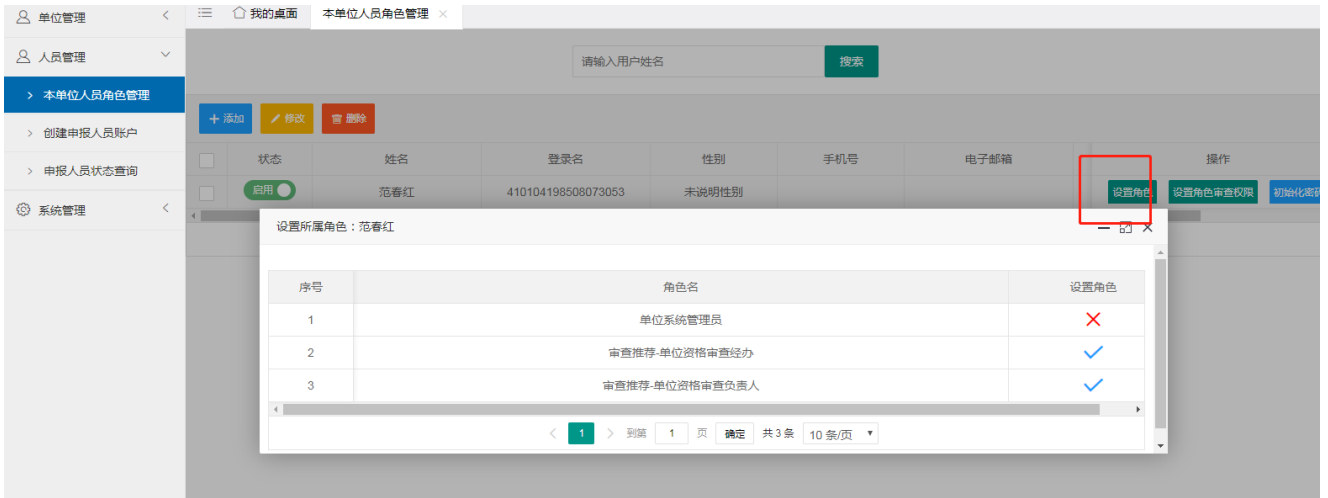 单位管理
我的桌面 本单位人员角色管理
人员管理
请输入用户姓名 搜索
本单位人员角色管理
添加 修改 删除
创建申报人员账户
状态 姓名 登录名 性别 手机号 电子邮箱 操作
申报人员状态查询
启用 范春红 410104198508073053 未说明性别 设置角色 设置角色审查权限 初始化密码
系统管理
设置所属角色：范春红
序号 角色名 设置角色
1 单位系统管理员
2 审查推荐-单位资格审查经办
3 审查推荐-单位资格审查负责人
1 到第 1 页 确定 共 3 条 10 条/页